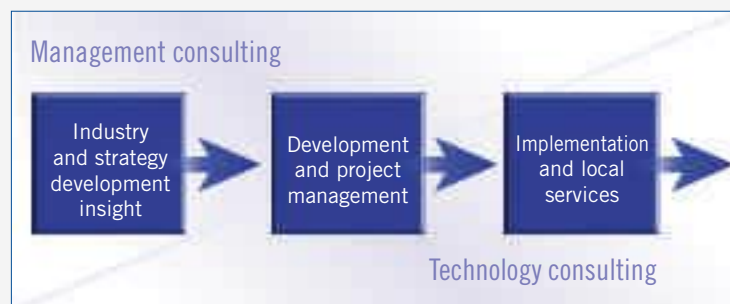 Management consulting
Industry
and strategy
development
insight
Development
and project
management
Implementation
and local
services
Technology consulting